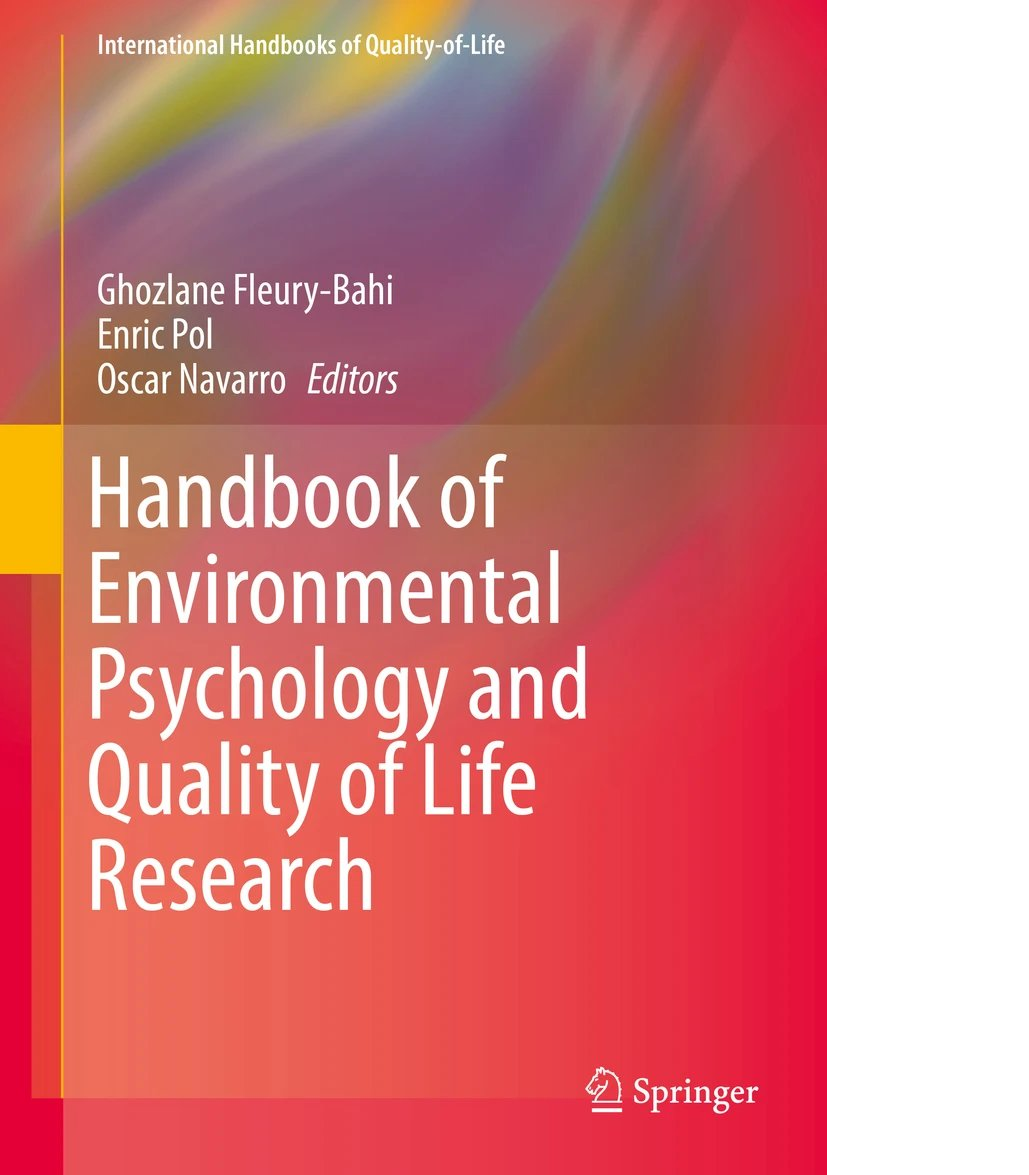 International Handbooks of Quality-of-Life
Ghozlane Fleury-Bahi
Enric Pol
Oscar Navarro Editors
Handbook of
Environmental
Psychology and
Quality of Life
Research
Springer